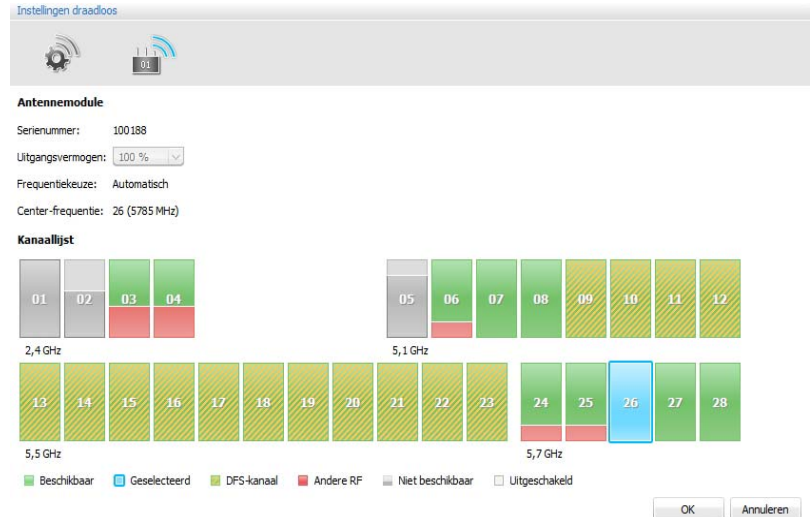 Instellingen draadloos
01
Antennemodule
Serienummer: 100188
Uitgangsvermogen: 100 %
Frequentiekeuze: Automatisch
Center-frequentie: 26 (5785 MHz)
Kanaallijst
01 02 03 04 05 06 07 08 09 10 11 12
2,4 GHz 5,1 GHz
13 14 15 16 17 18 19 20 21 22 23 24 25 26 27 28
5,5 GHz 5,7 GHz
Beschikbaar Geselecteerd DFS-kanaal Andere RF Niet beschikbaar Uitgeschakeld
OK Annuleren